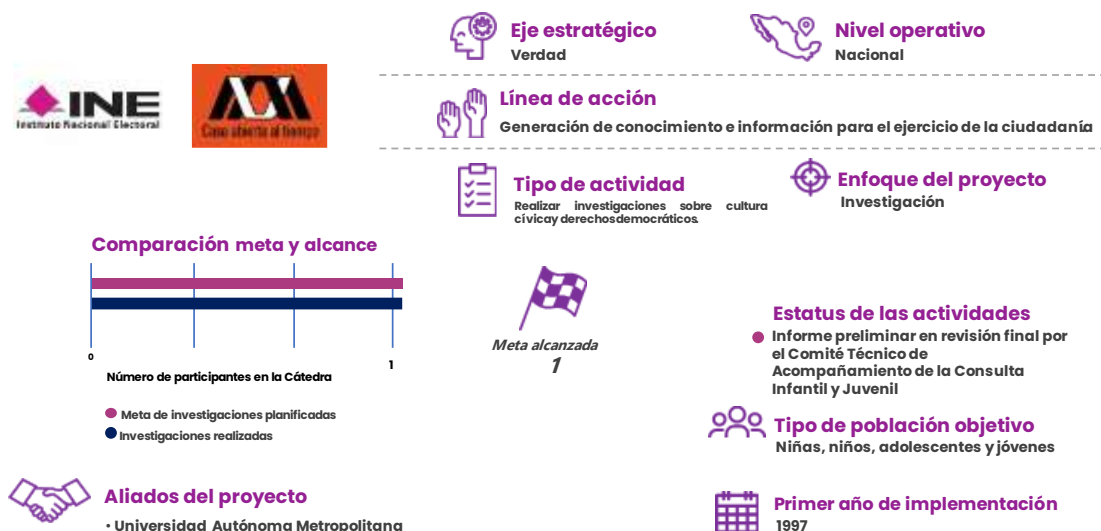 Eje estratégico
Verdad
Nivel operativo
Nacional
INE
Instituto Nacional Electoral
Casa abierta al tiempo
Línea de acción
Generación de conocimiento e información para el ejercicio de la ciudadanía
Tipo de actividad
Realizar investigaciones sobre cultura
cívicay derechosdemocráticos.
Enfoque del proyecto
Investigación
Comparación meta y alcance
0
1
Número de participantes en la Cátedra
Meta de investigaciones planificadas
Investigaciones realizadas
Meta alcanzada
1
Estatus de las actividades
Informe preliminar en revisión final por
el Comité Técnico de
Acompañamiento de la Consulta
Infantil y Juvenil
Tipo de población objetivo
Niñas, niños, adolescentes y jóvenes
Aliados del proyecto
• Universidad Autónoma Metropolitana
Primer año de implementación
1997